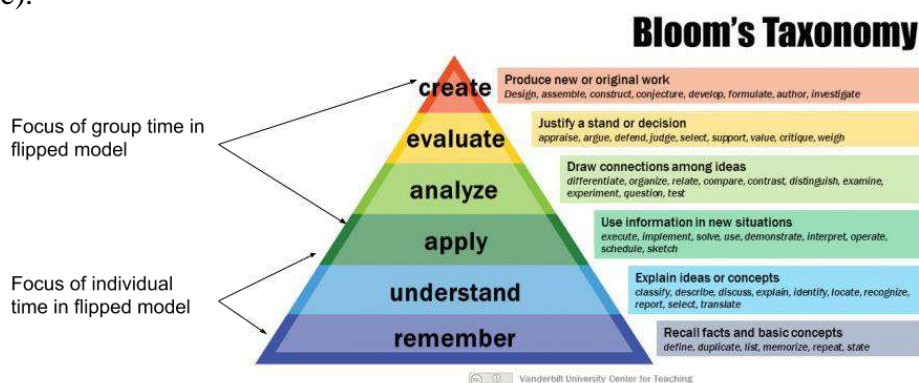 e).
Bloom's Taxonomy
create
Produce new or original work
Design, assemble, construct, conjecture, develop, formulate, author, investigate
Focus of group time in
flipped model
evaluate
Justify a stand or decision
appraise, argue, defend, judge, select, support, value, critique, weigh
analyze
Draw connections among ideas
differentiate, organize, relate, compare, contrast, distinguish, examine,
experiment, question, test
apply
Use information in new situations
execute, implement, solve, use, demonstrate, interpret, operate,
schedule, sketch
Focus of individual
time in flipped model
understand
Explain ideas or concepts
classify, describe, discuss, explain, identify, locate, recognize,
report, select, translate
remember
Recall facts and basic concepts
define, duplicate, list, memorize, repeat, state
Vanderbilt University Center for Teaching